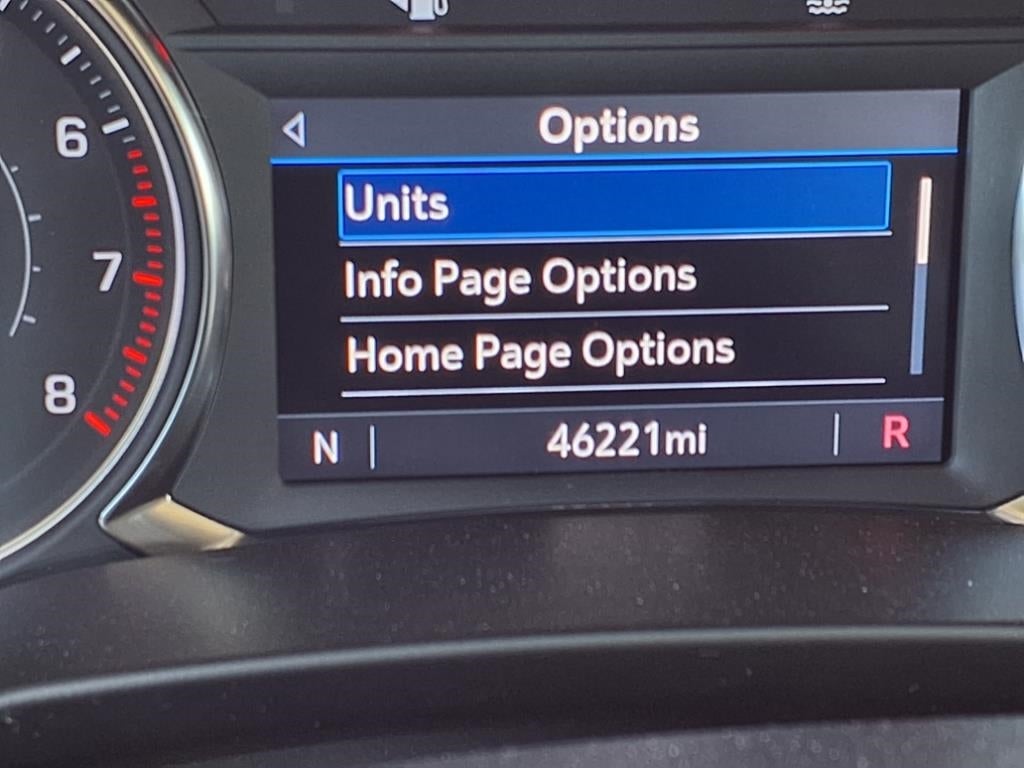 Options
Units
Info Page Options
Home Page Options
N 46221mi R
6
7
8